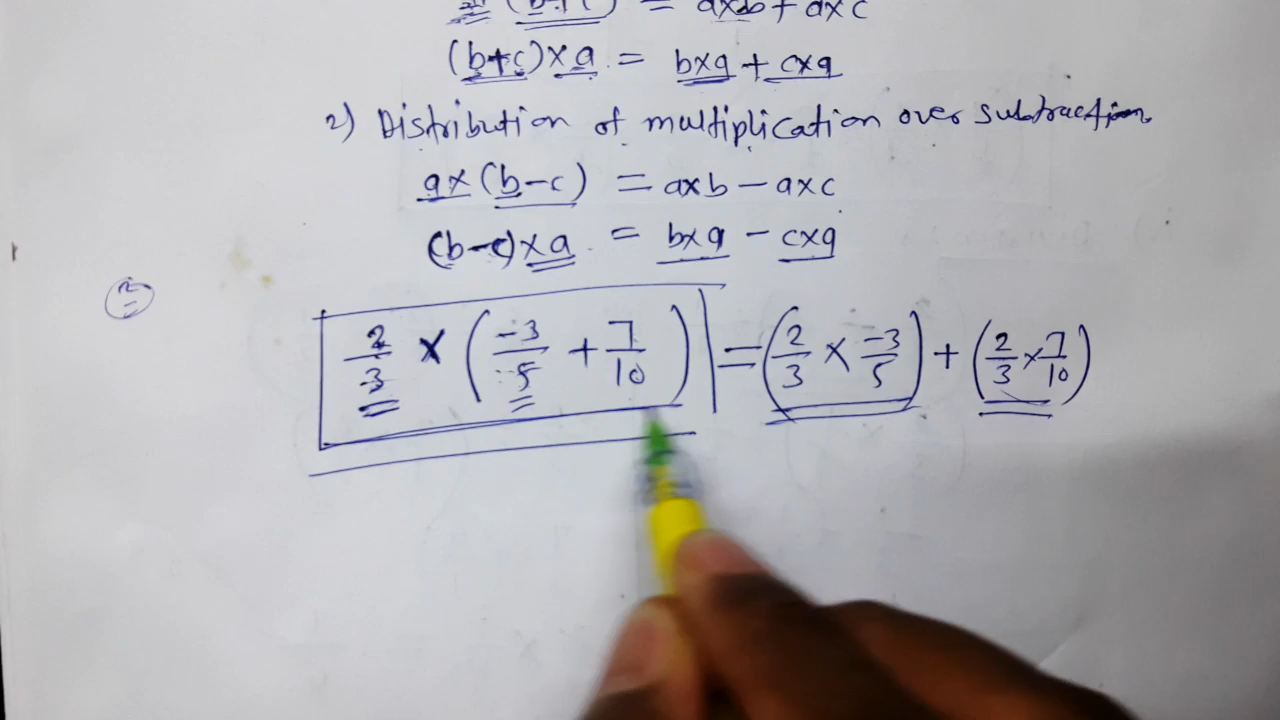 a × (b+c) = a×b + a×c
(b+c) × a = b×a + c×a
2) Distribution of multiplication over subtraction.
a × (b-c) = a×b - a×c
(b-c) × a = b×a - c×a
2/3 × (-3/5 + 7/10) = (2/3 × -3/5) + (2/3 × 7/10)